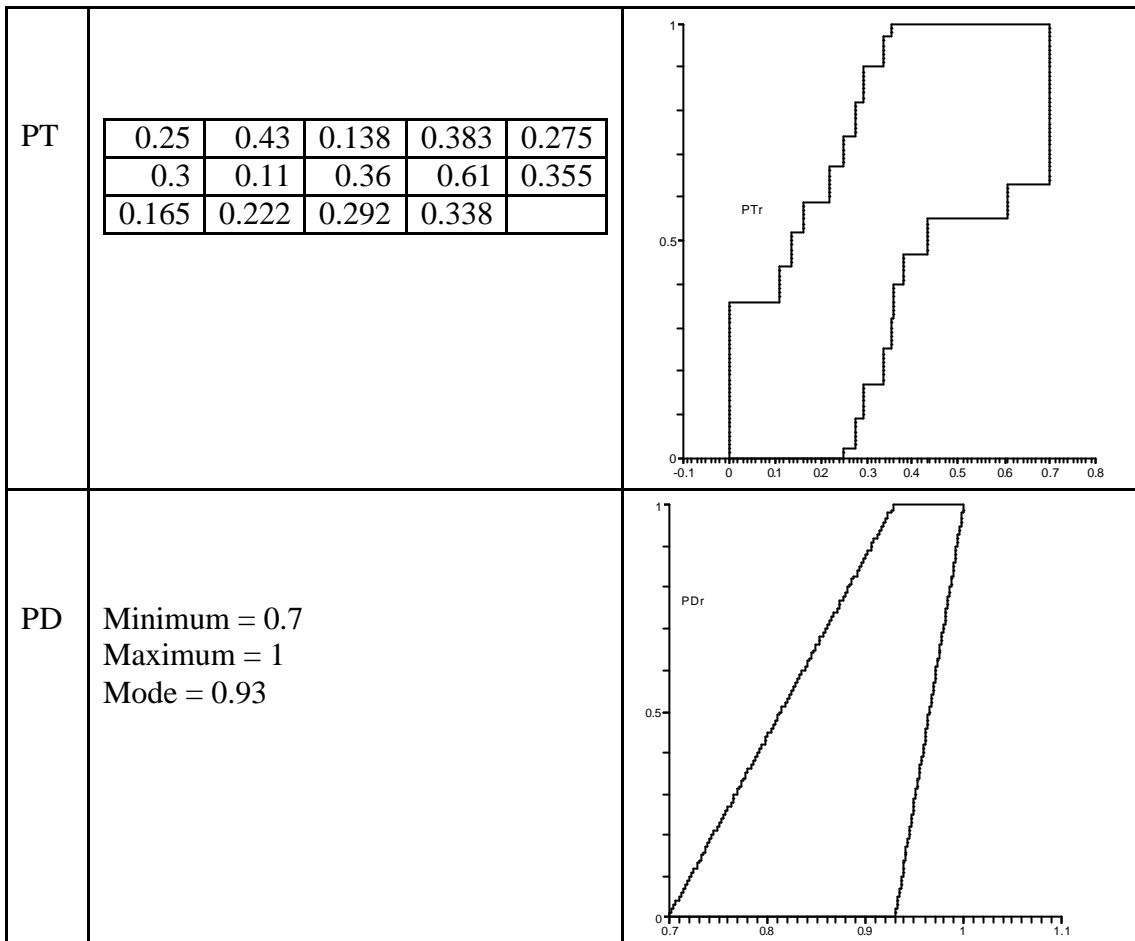 PT
0.25 0.43 0.138 0.383 0.275
0.3 0.11 0.36 0.61 0.355
0.165 0.222 0.292 0.338
1
PTr
0.5
0
-0.1 0 0.1 0.2 0.3 0.4 0.5 0.6 0.7 0.8
PD
Minimum = 0.7
Maximum = 1
Mode = 0.93
1
PDr
0.5
0
0.7 0.8 0.9 1 1.1